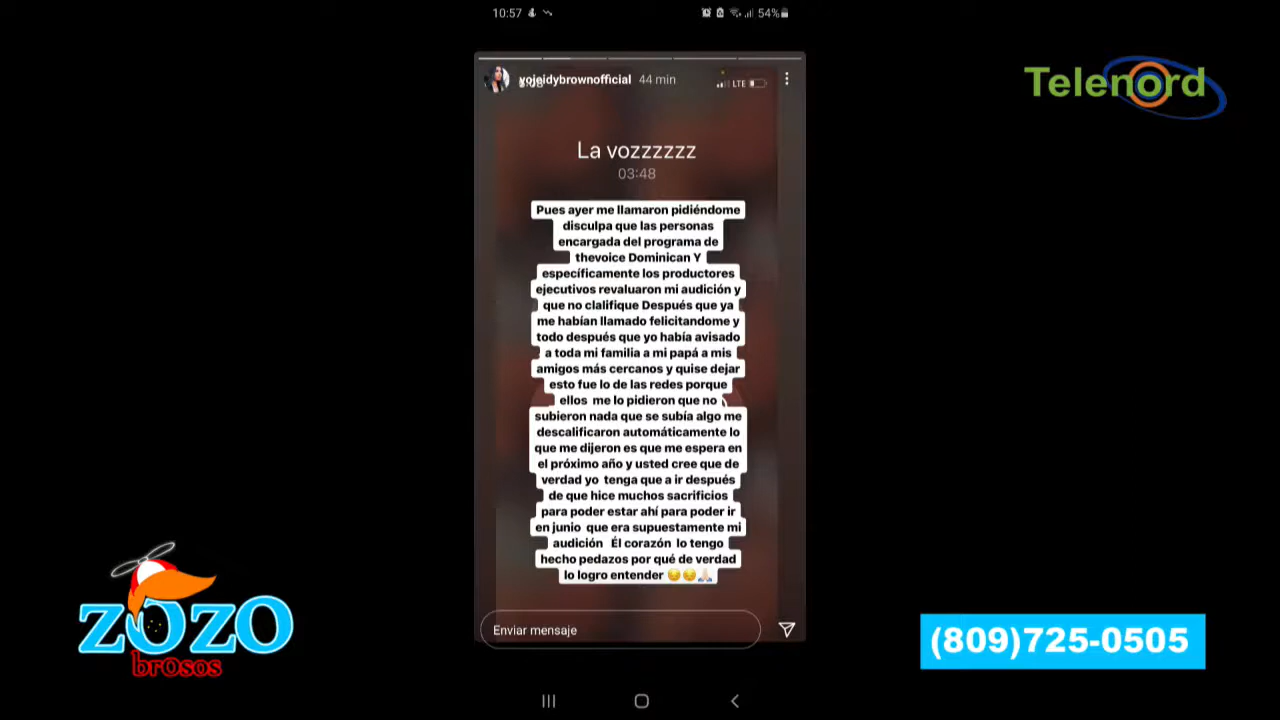 10:57
54%
yojeidybrownofficial 44 min
LTE
Telenord
La vozzzzzz
03:48
Pues ayer me llamaron pidiéndome
disculpa que las personas
encargada del programa de
thevoice Dominican Y
específicamente los productores
ejecutivos revaluaron mi audición y
que no clalifique Después que ya
me habían llamado felicitandome y
todo después que yo había avisado
a toda mi familia a mi papá a mis
amigos más cercanos y quise dejar
esto fue lo de las redes porque
ellos me lo pidieron que no
subieron nada que se subía algo me
descalificaron automáticamente lo
que me dijeron es que me espera en
el próximo año y usted cree que de
verdad yo tenga que a ir después
de que hice muchos sacrificios
para poder estar ahí para poder ir
en junio que era supuestamente mi
audición Él corazón lo tengo
hecho pedazos por qué de verdad
lo logro entender 😔😔🙏🏻
Enviar mensaje
ZOZO
brOsos
(809)725-0505